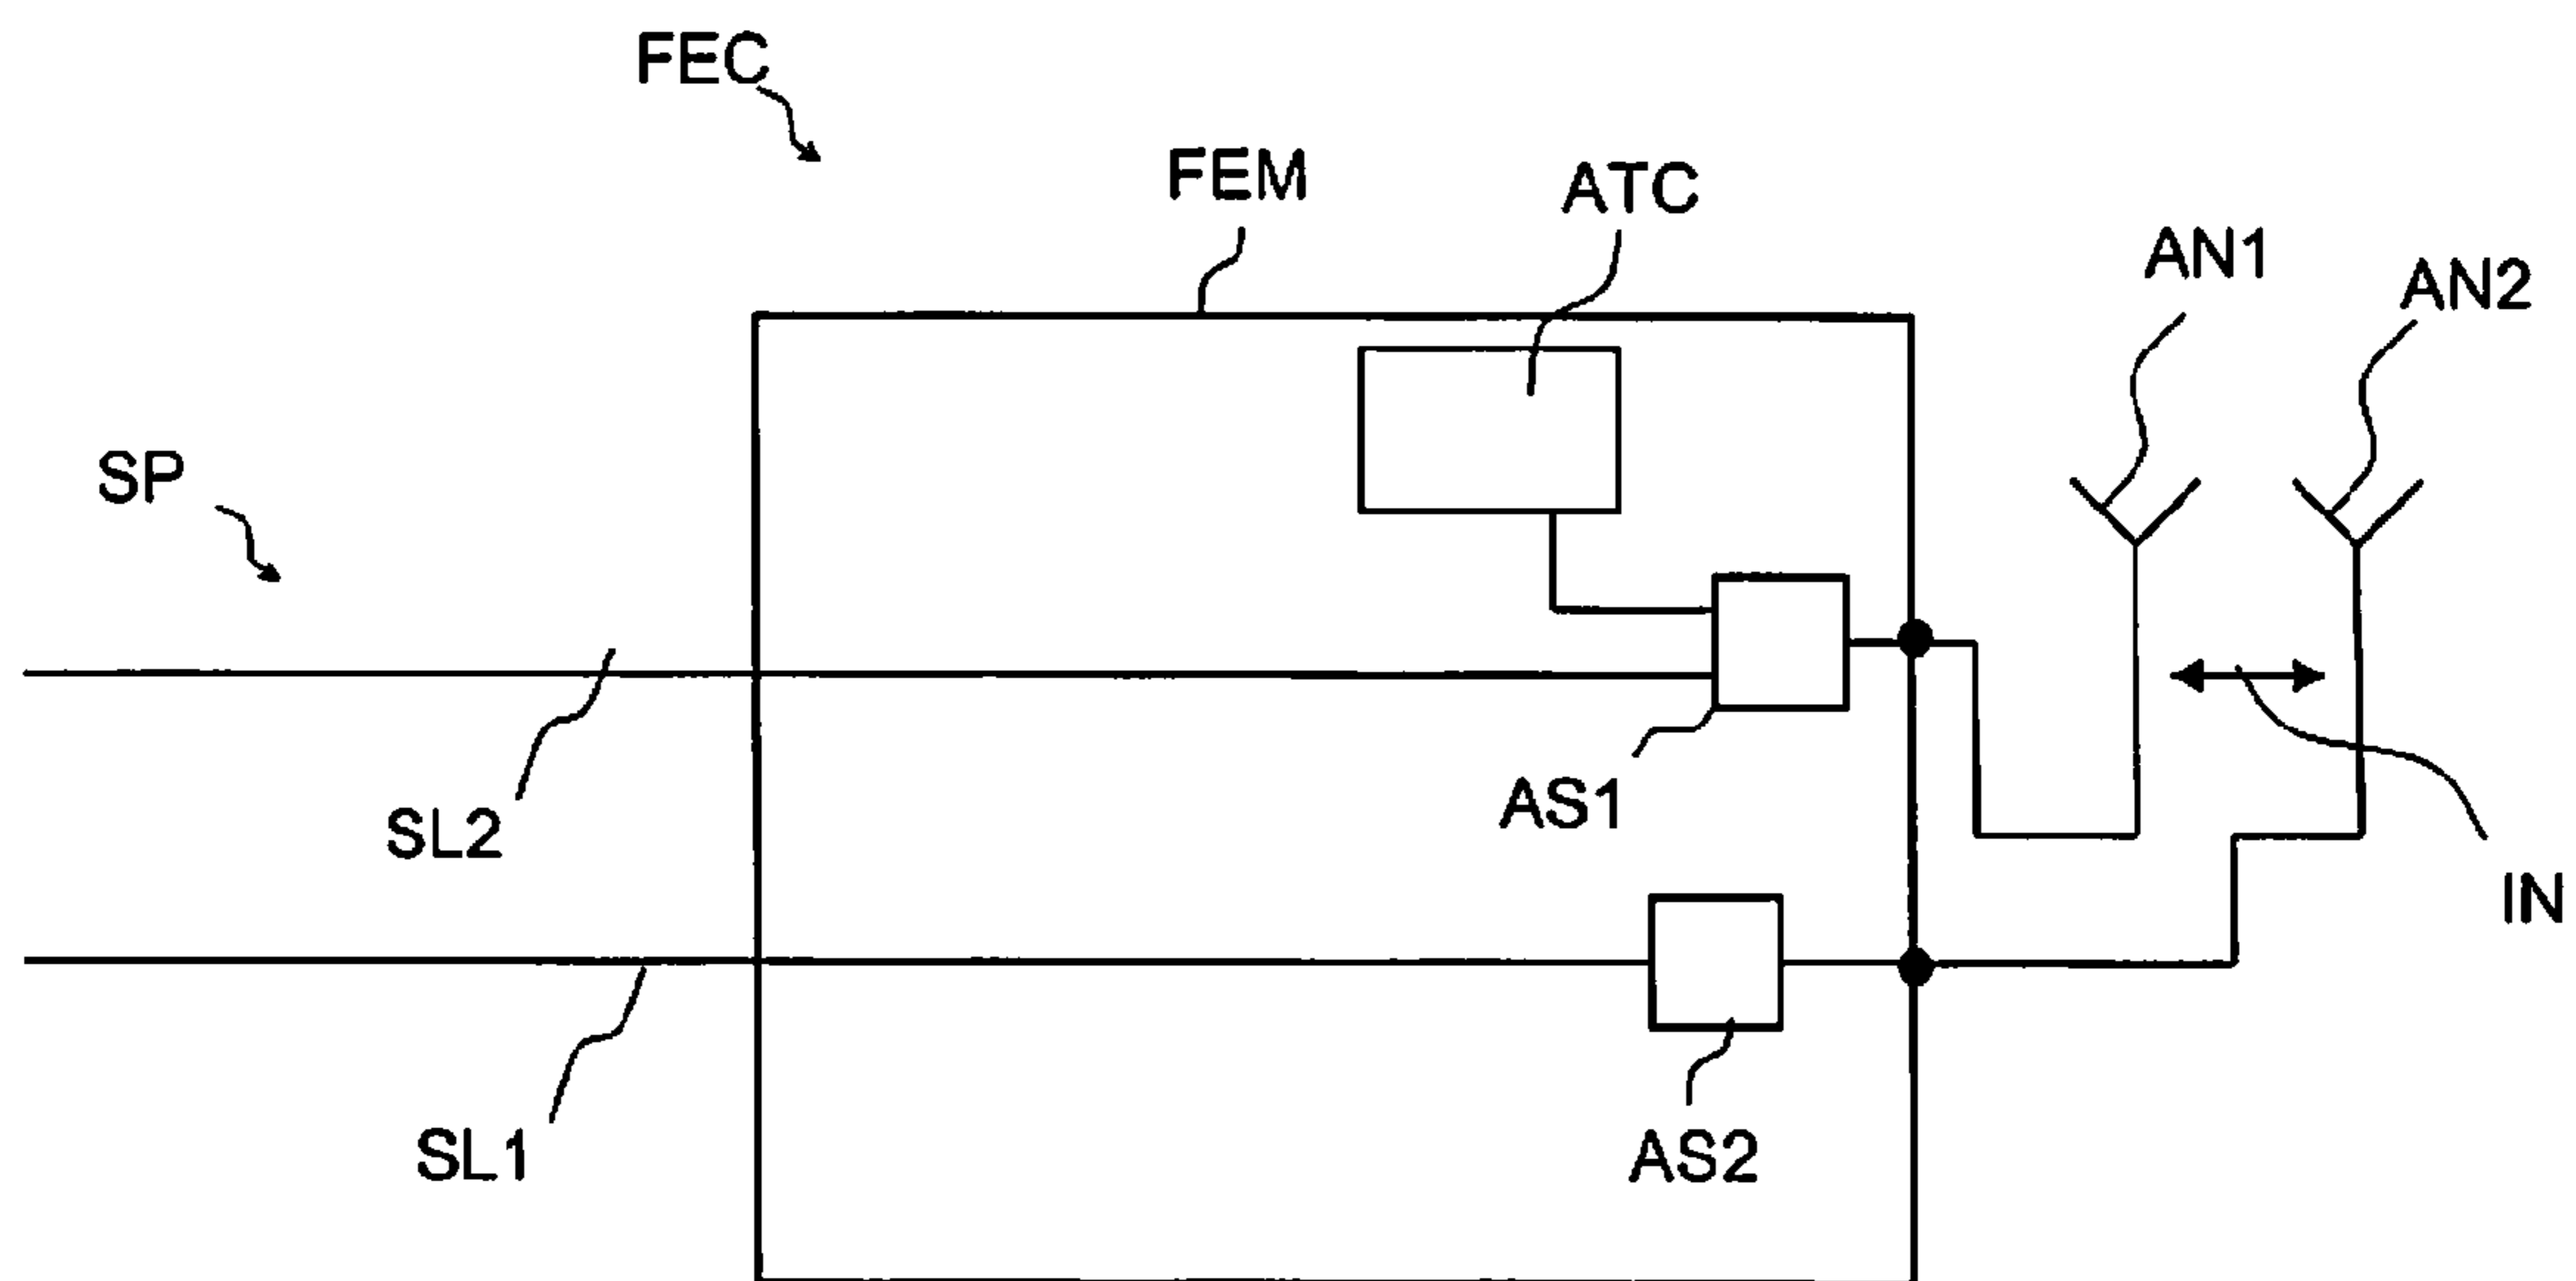 FEC
FEM
ATC
AN1
AN2
SP
AS1
SL2
IN
SL1
AS2